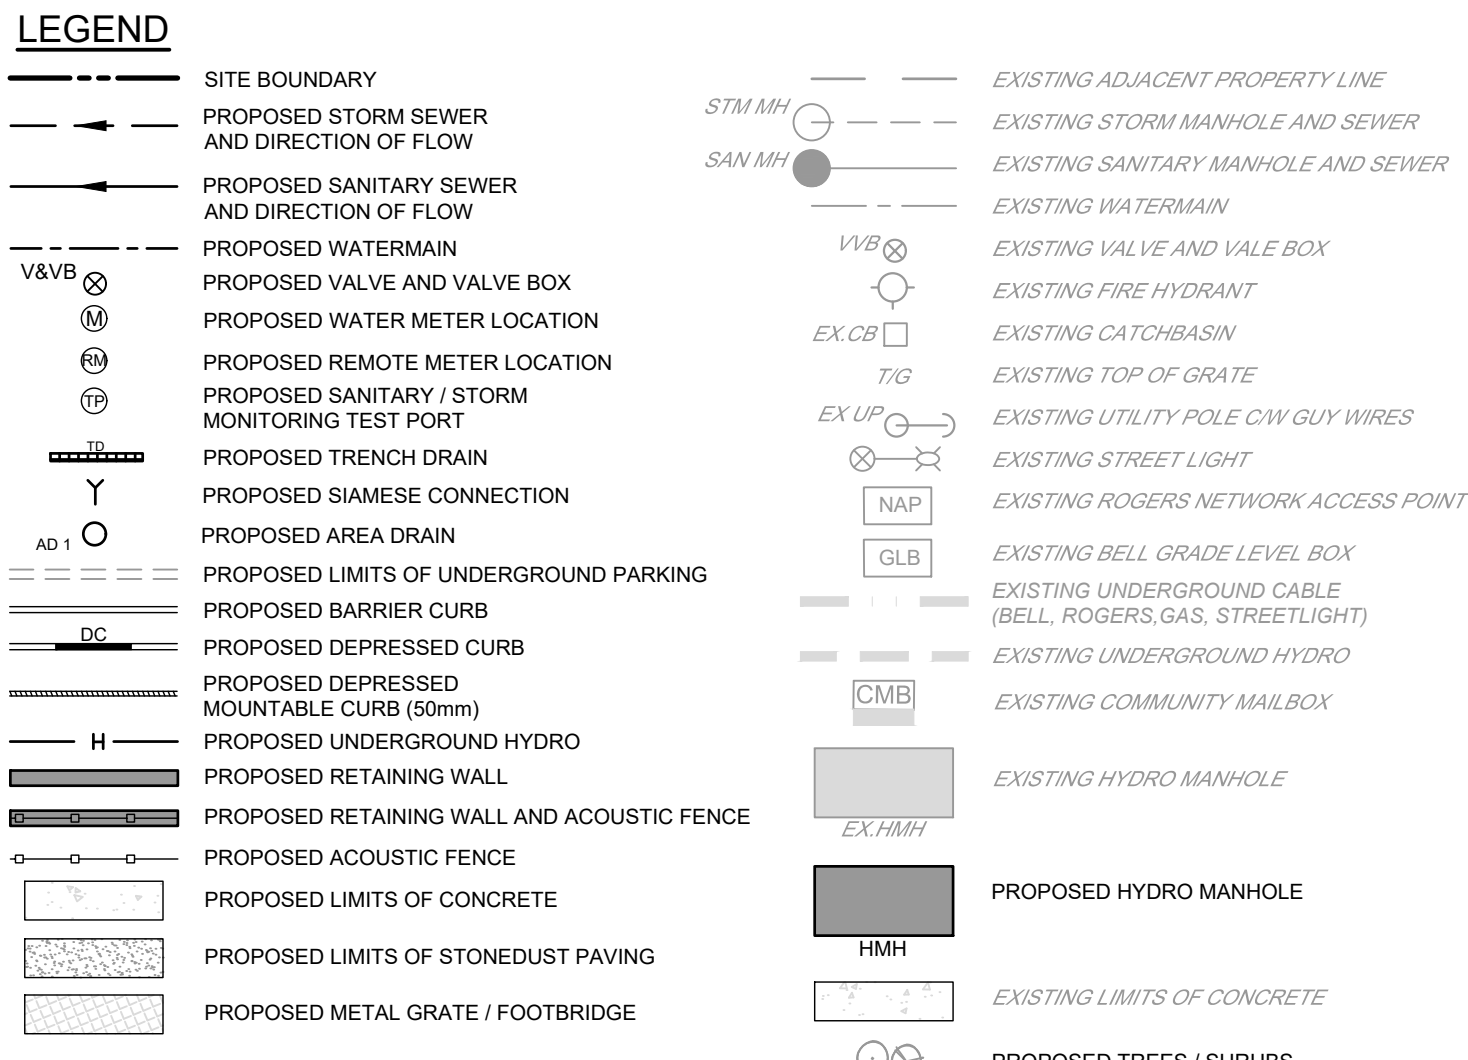 LEGEND
SITE BOUNDARY
PROPOSED STORM SEWER
AND DIRECTION OF FLOW
PROPOSED SANITARY SEWER
AND DIRECTION OF FLOW
PROPOSED WATERMAIN
V&VB
PROPOSED VALVE AND VALVE BOX
M
PROPOSED WATER METER LOCATION
RM
PROPOSED REMOTE METER LOCATION
TP
PROPOSED SANITARY / STORM
MONITORING TEST PORT
TD
PROPOSED TRENCH DRAIN
PROPOSED SIAMESE CONNECTION
AD 1
PROPOSED AREA DRAIN
PROPOSED LIMITS OF UNDERGROUND PARKING
PROPOSED BARRIER CURB
DC
PROPOSED DEPRESSED CURB
PROPOSED DEPRESSED
MOUNTABLE CURB (50mm)
H
PROPOSED UNDERGROUND HYDRO
PROPOSED RETAINING WALL
PROPOSED RETAINING WALL AND ACOUSTIC FENCE
PROPOSED ACOUSTIC FENCE
PROPOSED LIMITS OF CONCRETE
PROPOSED LIMITS OF STONEDUST PAVING
PROPOSED METAL GRATE / FOOTBRIDGE
EXISTING ADJACENT PROPERTY LINE
STM MH
EXISTING STORM MANHOLE AND SEWER
SAN MH
EXISTING SANITARY MANHOLE AND SEWER
EXISTING WATERMAIN
VVB
EXISTING VALVE AND VALE BOX
EXISTING FIRE HYDRANT
EX.CB
EXISTING CATCHBASIN
T/G
EXISTING TOP OF GRATE
EX UP
EXISTING UTILITY POLE C/W GUY WIRES
EXISTING STREET LIGHT
NAP
EXISTING ROGERS NETWORK ACCESS POINT
GLB
EXISTING BELL GRADE LEVEL BOX
EXISTING UNDERGROUND CABLE
(BELL, ROGERS,GAS, STREETLIGHT)
EXISTING UNDERGROUND HYDRO
CMB
EXISTING COMMUNITY MAILBOX
EXISTING HYDRO MANHOLE
EX.HMH
PROPOSED HYDRO MANHOLE
HMH
EXISTING LIMITS OF CONCRETE
PROPOSED TREES / SHRUBS